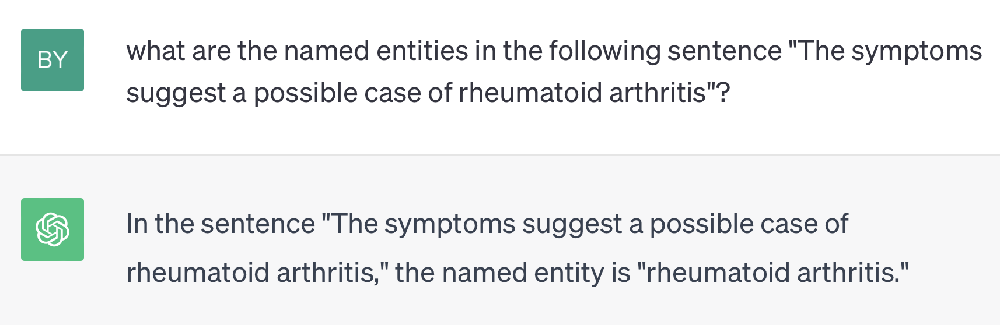 BY
what are the named entities in the following sentence "The symptoms
suggest a possible case of rheumatoid arthritis"?
In the sentence "The symptoms suggest a possible case of
rheumatoid arthritis," the named entity is "rheumatoid arthritis."